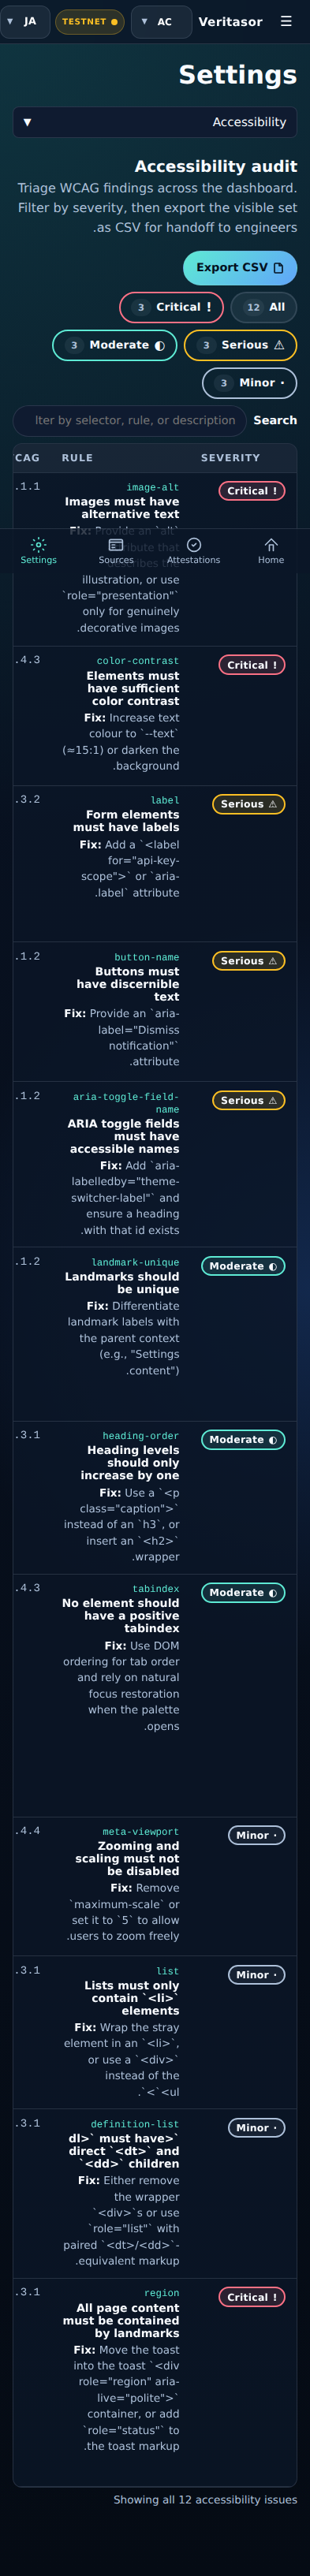 Veritasor
AC
TESTNET
JA
Settings
Accessibility
Accessibility audit
Triage WCAG findings across the dashboard.
Filter by severity, then export the visible set
.as CSV for handoff to engineers
Export CSV
All 12
Critical ! 3
Serious ⚠ 3
Moderate ◐ 3
Minor · 3
Search
lter by selector, rule, or description
SEVERITY
RULE
CAG
Critical !
image-alt
.1.1
Images must have
alternative text
Fix: Provide an `alt`
describes the
illustration, or use
`role="presentation"`
only for genuinely
.decorative images
Home
Attestations
Sources
Settings
Critical !
color-contrast
.4.3
Elements must
have sufficient
color contrast
Fix: Increase text
colour to `--text`
(≈15:1) or darken the
.background
Serious ⚠
label
.3.2
Form elements
must have labels
Fix: Add a `<label
for="api-key-
scope">` or `aria-
.label` attribute
Serious ⚠
button-name
.1.2
Buttons must
have discernible
text
Fix: Provide an `aria-
label="Dismiss
notification"`
.attribute
Serious ⚠
aria-toggle-field-
name
.1.2
ARIA toggle fields
must have
accessible names
Fix: Add `aria-
labelledby="theme-
switcher-label"` and
ensure a heading
.with that id exists
Moderate ◐
landmark-unique
.1.2
Landmarks should
be unique
Fix: Differentiate
landmark labels with
the parent context
(e.g., "Settings
.content")
Moderate ◐
heading-order
.3.1
Heading levels
should only
increase by one
Fix: Use a `<p
class="caption">`
instead of an `h3`, or
insert an `<h2>`
.wrapper
Moderate ◐
tabindex
.4.3
No element should
have a positive
tabindex
Fix: Use DOM
ordering for tab order
and rely on natural
focus restoration
when the palette
.opens
Minor ·
meta-viewport
.4.4
Zooming and
scaling must not
be disabled
Fix: Remove
`maximum-scale` or
set it to `5` to allow
.users to zoom freely
Minor ·
list
.3.1
Lists must only
contain `<li>`
elements
Fix: Wrap the stray
element in an `<li>`,
or use a `<div>`
instead of the
.`<`<ul
Minor ·
definition-list
.3.1
dl>` must have<`
direct `<dt>` and
`<dd>` children
Fix: Either remove
the wrapper
`<div>`s or use
`role="list"` with
paired `<dt>/<dd>`-
.equivalent markup
Critical !
region
.3.1
All page content
must be contained
by landmarks
Fix: Move the toast
into the toast `<div
role="region" aria-
live="polite">`
container, or add
`role="status"` to
.the toast markup
Showing all 12 accessibility issues